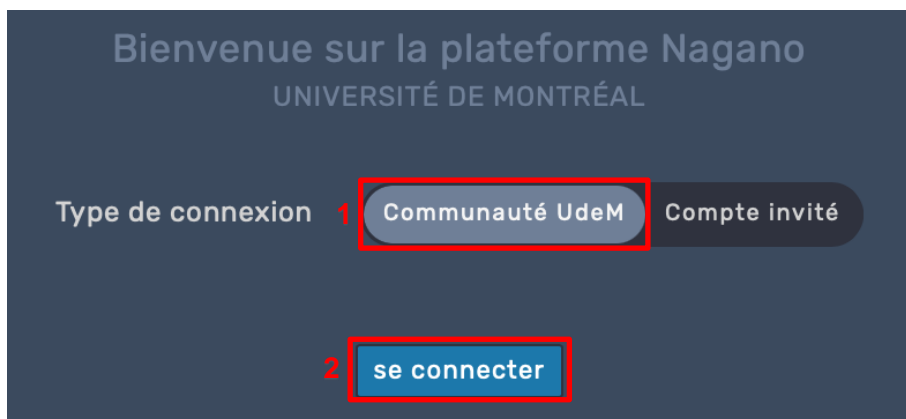 Bienvenue sur la plateforme Nagano
UNIVERSITÉ DE MONTRÉAL
Type de connexion 1 Communauté UdeM Compte invité
2 se connecter